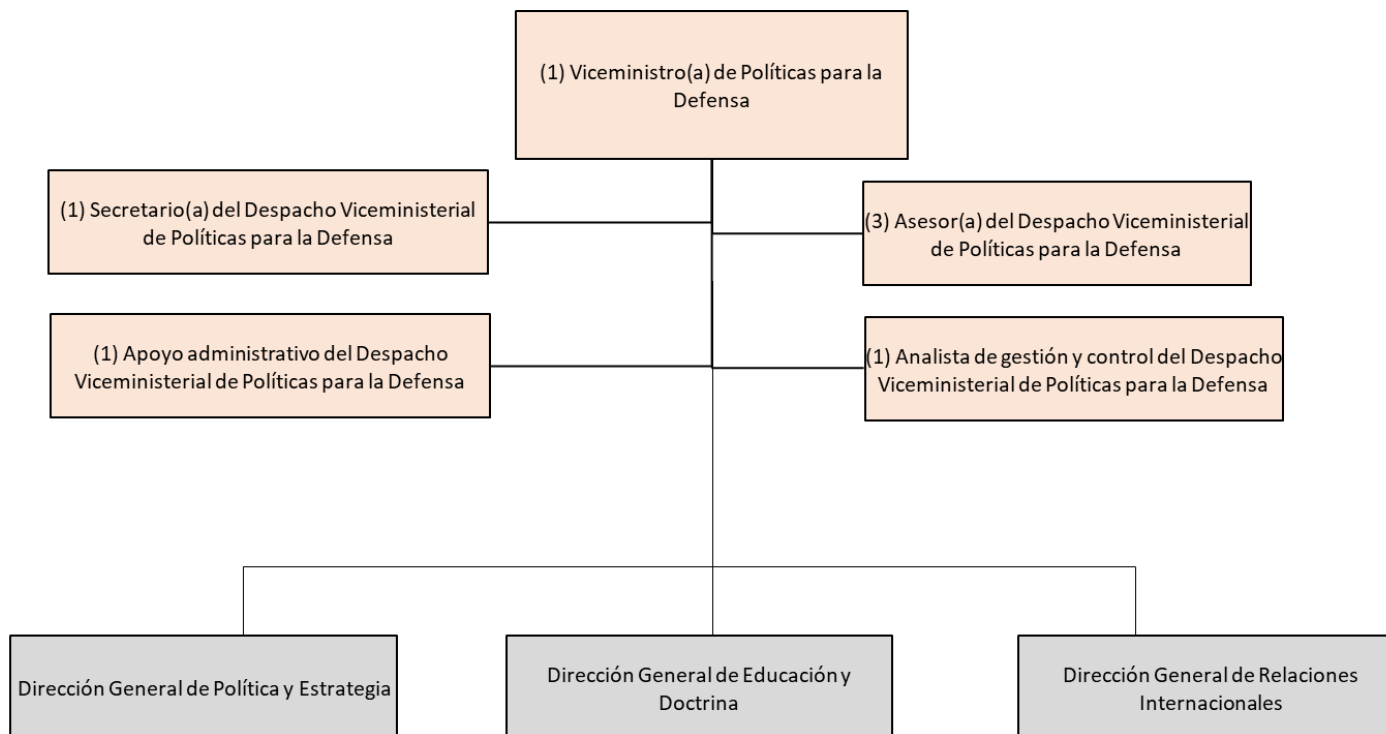 (1) Viceministro(a) de Políticas para la
Defensa
(1) Secretario(a) del Despacho Viceministerial
de Políticas para la Defensa
(3) Asesor(a) del Despacho Viceministerial
de Políticas para la Defensa
(1) Apoyo administrativo del Despacho
Viceministerial de Políticas para la Defensa
(1) Analista de gestión y control del Despacho
Viceministerial de Políticas para la Defensa
Dirección General de Política y Estrategia
Dirección General de Educación y
Doctrina
Dirección General de Relaciones
Internacionales